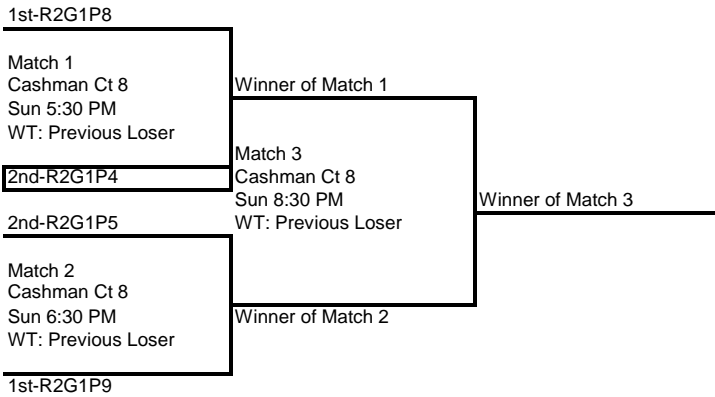 1st-R2G1P8
Match 1
Cashman Ct 8
Sun 5:30 PM
WT: Previous Loser
2nd-R2G1P4
Winner of Match 1
Match 3
Cashman Ct 8
Sun 8:30 PM
WT: Previous Loser
Winner of Match 3
2nd-R2G1P5
Match 2
Cashman Ct 8
Sun 6:30 PM
WT: Previous Loser
Winner of Match 2
1st-R2G1P9